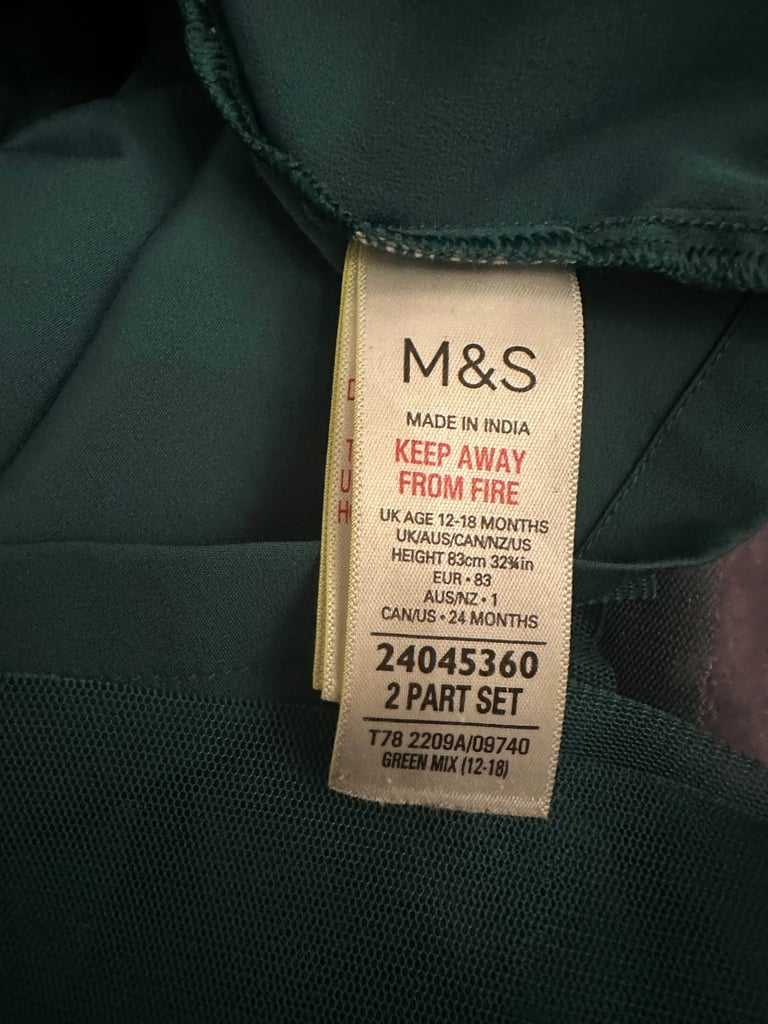 M&S
MADE IN INDIA
KEEP AWAY
FROM FIRE
UK AGE 12-18 MONTHS
UK/AUS/CAN/NZ/US
HEIGHT 83cm 32¾in
EUR • 83
AUS/NZ • 1
CAN/US • 24 MONTHS
24045360
2 PART SET
T78 2209A/09740
GREEN MIX (12-18)